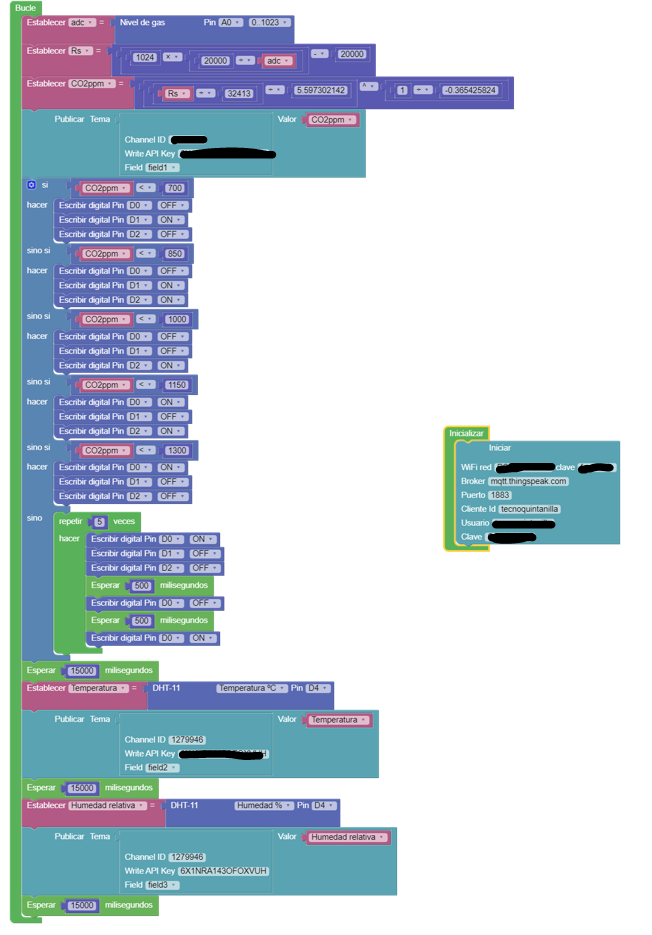 Bucle
Establecer adc = Nivel de gas Pin A0 0..1023
Establecer Rs = 1024 × 20000 ÷ adc - 20000
Establecer CO2ppm = Rs ÷ 32413 ÷ 5.597302142 ^ 1 ÷ -0.365425824
Publicar Tema Valor CO2ppm
Channel ID
Write API Key
Field field1
si CO2ppm < 700
hacer Escribir digital Pin D0 OFF
Escribir digital Pin D1 ON
Escribir digital Pin D2 OFF
sino si CO2ppm < 850
hacer Escribir digital Pin D0 OFF
Escribir digital Pin D1 ON
Escribir digital Pin D2 ON
sino si CO2ppm < 1000
hacer Escribir digital Pin D0 OFF
Escribir digital Pin D1 OFF
Escribir digital Pin D2 ON
sino si CO2ppm < 1150
hacer Escribir digital Pin D0 ON
Escribir digital Pin D1 OFF
Escribir digital Pin D2 ON
sino si CO2ppm < 1300
hacer Escribir digital Pin D0 ON
Escribir digital Pin D1 OFF
Escribir digital Pin D2 OFF
sino repetir 5 veces
hacer Escribir digital Pin D0 ON
Escribir digital Pin D1 OFF
Escribir digital Pin D2 OFF
Esperar 500 milisegundos
Escribir digital Pin D0 OFF
Esperar 500 milisegundos
Escribir digital Pin D0 ON
Esperar 15000 milisegundos
Establecer Temperatura = DHT-11 Temperatura ºC Pin D4
Publicar Tema Valor Temperatura
Channel ID 1279946
Write API Key
Field field2
Esperar 15000 milisegundos
Establecer Humedad relativa = DHT-11 Humedad % Pin D4
Publicar Tema Valor Humedad relativa
Channel ID 1279946
Write API Key 6X1NRA143OFOXVUH
Field field3
Esperar 15000 milisegundos
Inicializar
Iniciar
WiFi red clave
Broker mqtt.thingspeak.com
Puerto 1883
Cliente Id tecnoquintanilla
Usuario
Clave